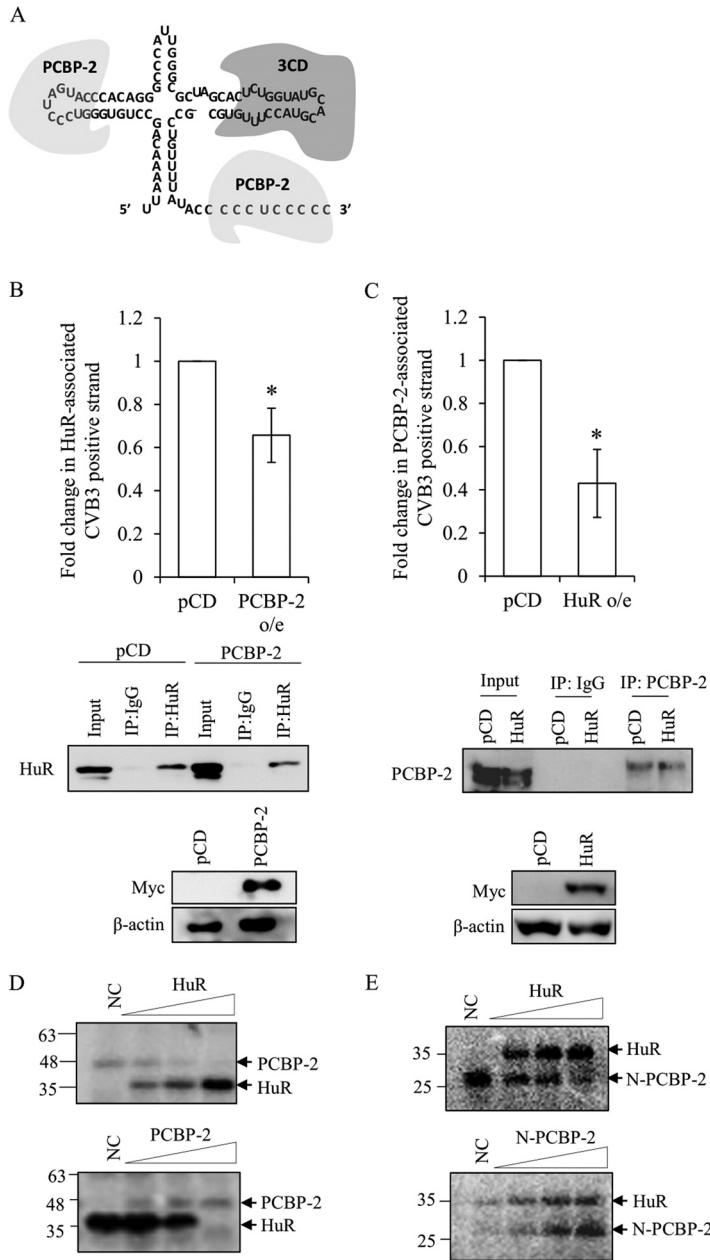 A
PCBP-2
3CD
PCBP-2
5'
3'
B
Fold change in HuR-associated
CVB3 positive strand
1.2
1
0.8
0.6
0.4
0.2
0
*
pCD
PCBP-2
o/e
pCD
PCBP-2
Input
IP:IgG
IP:HuR
Input
IP:IgG
IP:HuR
HuR
pCD
PCBP-2
Myc
β-actin
C
Fold change in PCBP-2-associated
CVB3 positive strand
1.2
1
0.8
0.6
0.4
0.2
0
*
pCD
HuR o/e
Input
IP: IgG
IP: PCBP-2
pCD
HuR
pCD
HuR
pCD
HuR
PCBP-2
pCD
HuR
Myc
β-actin
D
NC
HuR
63
48
35
PCBP-2
HuR
NC
PCBP-2
63
48
35
PCBP-2
HuR
E
NC
HuR
35
25
HuR
N-PCBP-2
NC
N-PCBP-2
35
25
HuR
N-PCBP-2